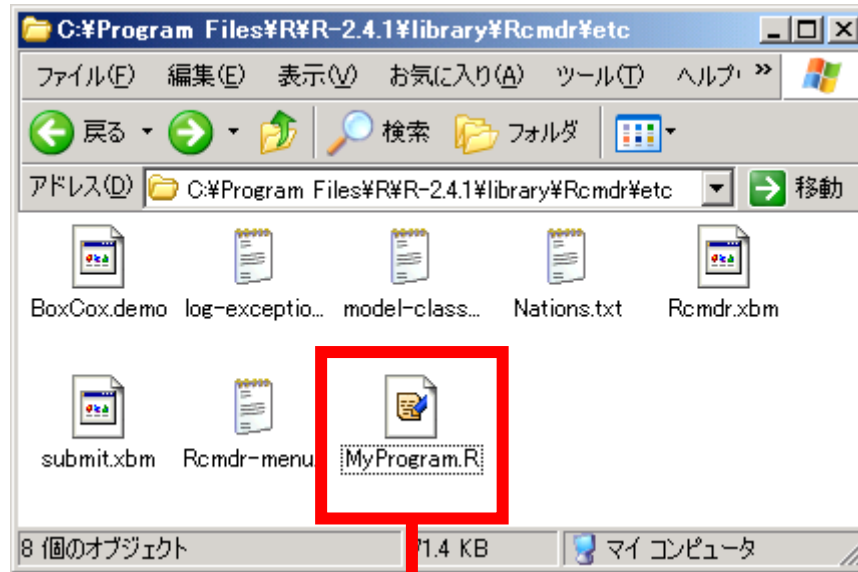 C:¥Program Files¥R¥R-2.4.1¥library¥Rcmdr¥etc
ファイル(F) 編集(E) 表示(V) お気に入り(A) ツール(T) ヘルプ »
戻る 検索 フォルダ
アドレス(D) C:¥Program Files¥R¥R-2.4.1¥library¥Rcmdr¥etc 移動
BoxCox.demo log-exceptio... model-class... Nations.txt Rcmdr.xbm
submit.xbm Rcmdr-menu. MyProgram.R
8 個のオブジェクト 71.4 KB マイ コンピュータ